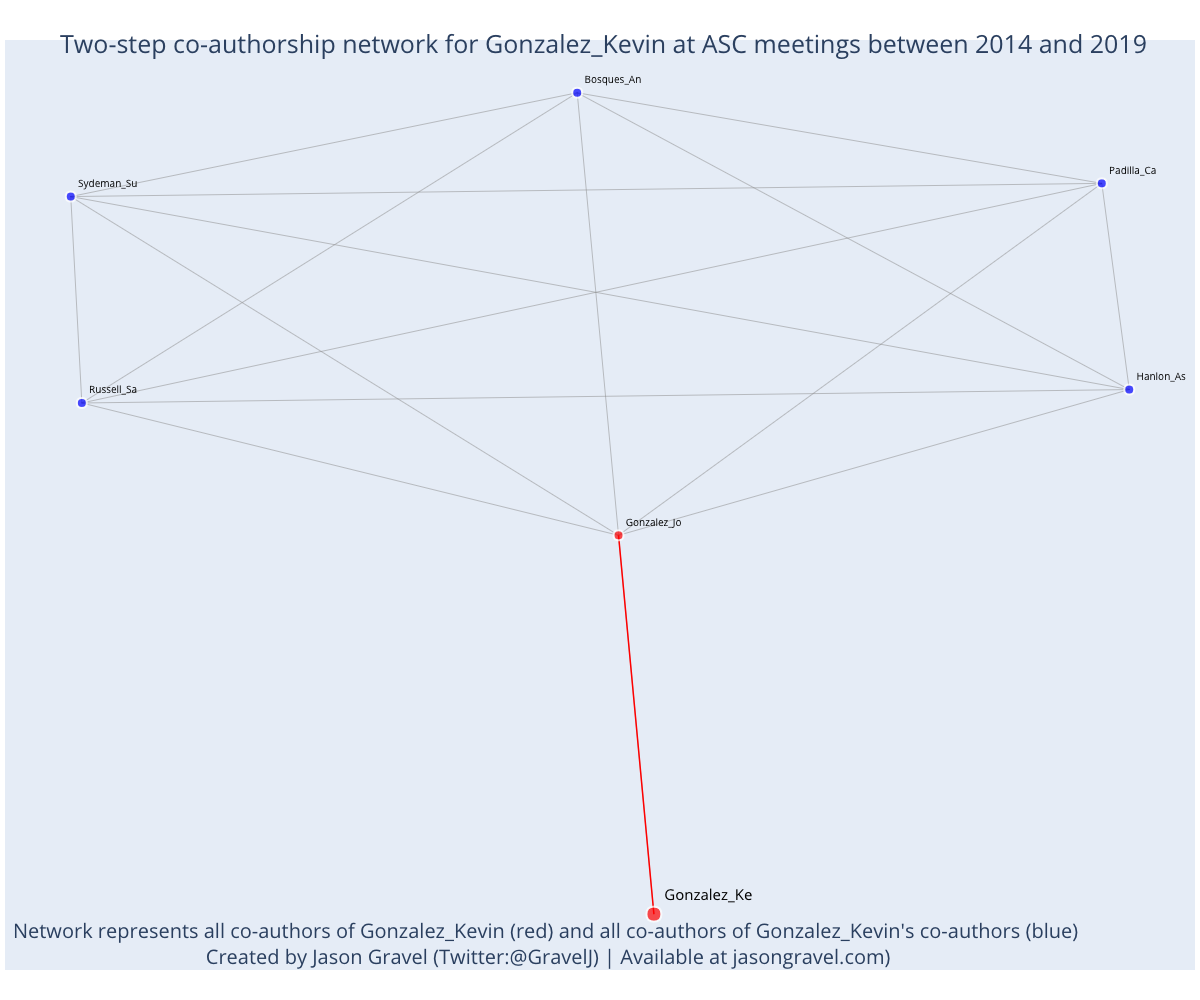 Two-step co-authorship network for Gonzalez_Kevin at ASC meetings between 2014 and 2019
Bosques_An
Padilla_Ca
Sydeman_Su
Hanlon_As
Russell_Sa
Gonzalez_Jo
Gonzalez_Ke
Network represents all co-authors of Gonzalez_Kevin (red) and all co-authors of Gonzalez_Kevin's co-authors (blue)
Created by Jason Gravel (Twitter:@GravelJ) | Available at jasongravel.com)